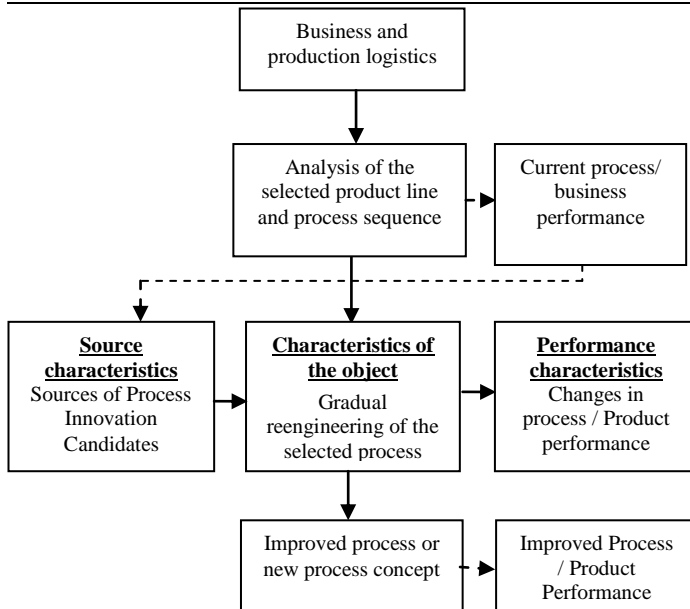 Business and
production logistics
Analysis of the
selected product line
and process sequence
Current process/
business
performance
Source
characteristics
Sources of Process
Innovation
Candidates
Characteristics of
the object
Gradual
reengineering of the
selected process
Performance
characteristics
Changes in
process / Product
performance
Improved process or
new process concept
Improved Process
/ Product
Performance